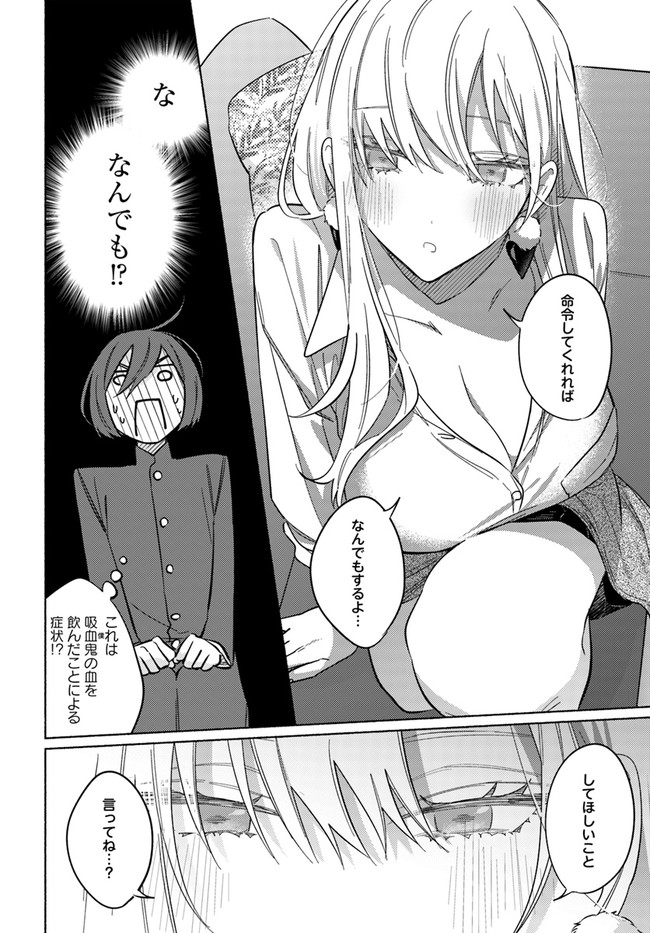 命令してくれれば
なんでもするよ…
な
なんでも!?
これは
吸血鬼の血を
僕
飲んだことによる
症状!?
してほしいこと
言ってね…?